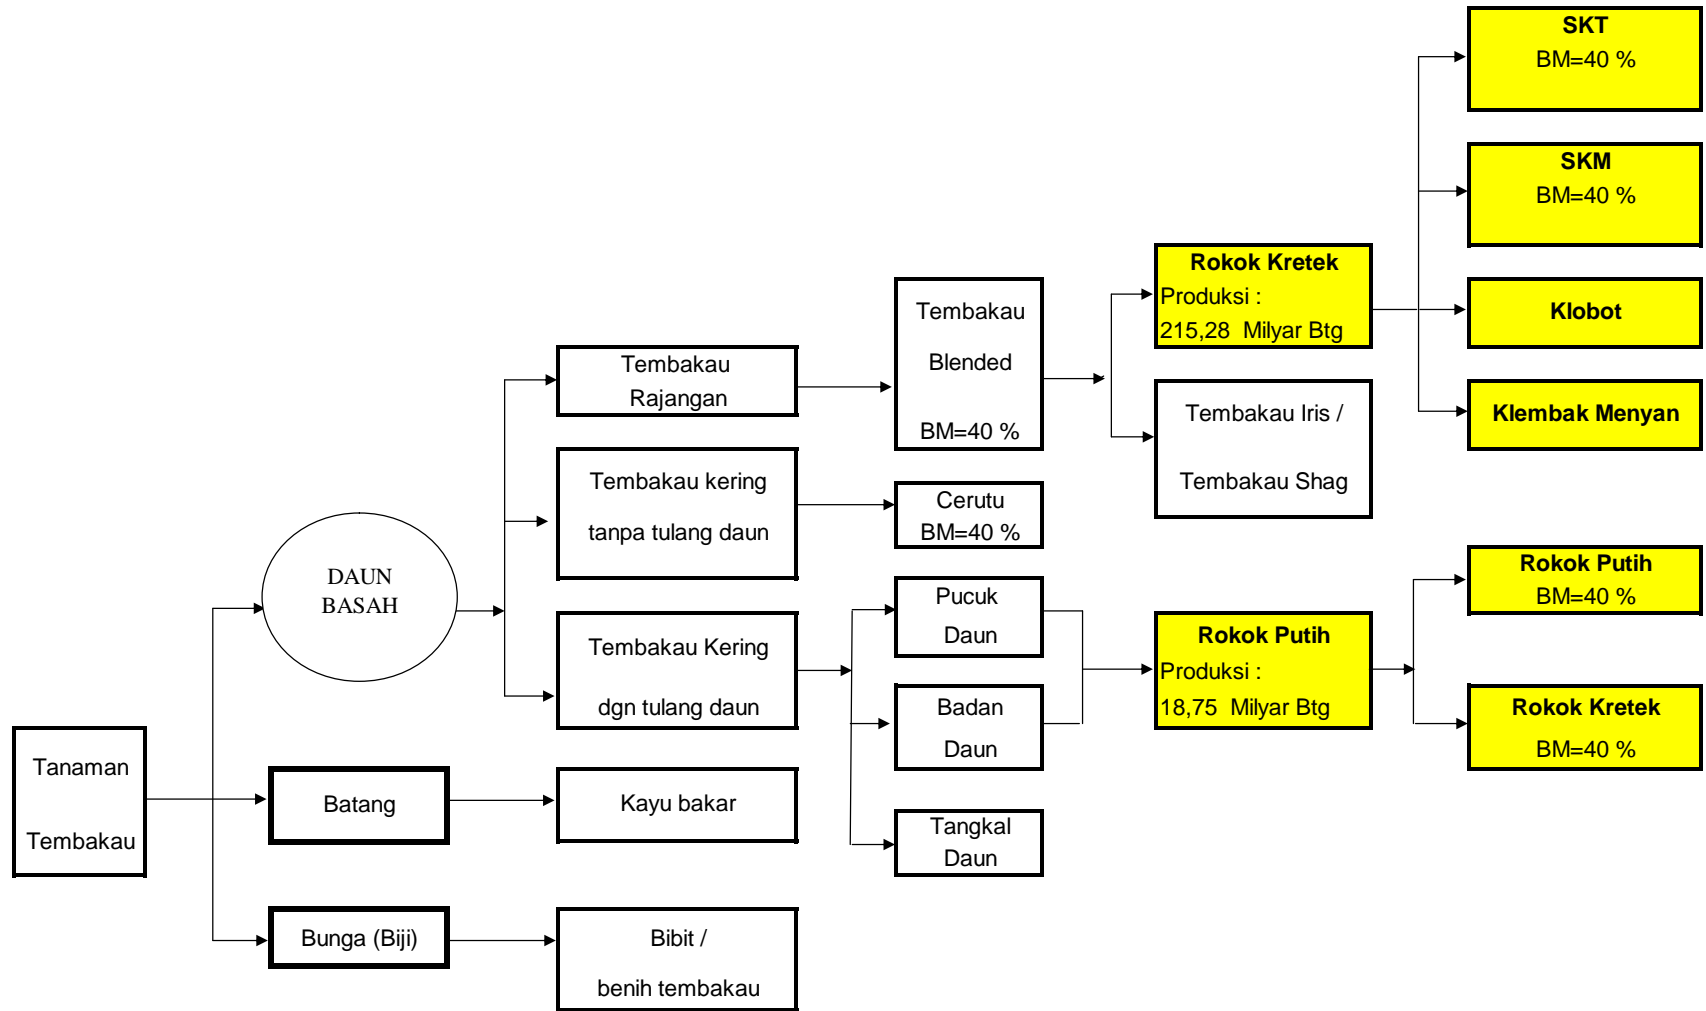 Tanaman
Tembakau
DAUN
BASAH
Batang
Bunga (Biji)
Tembakau
Rajangan
Tembakau kering
tanpa tulang daun
Tembakau Kering
dgn tulang daun
Kayu bakar
Bibit /
benih tembakau
Tembakau
Blended
BM=40 %
Cerutu
BM=40 %
Pucuk
Daun
Badan
Daun
Tangkal
Daun
Rokok Kretek
Produksi :
215,28 Milyar Btg
Tembakau Iris /
Tembakau Shag
Rokok Putih
Produksi :
18,75 Milyar Btg
SKT
BM=40 %
SKM
BM=40 %
Klobot
Klembak Menyan
Rokok Putih
BM=40 %
Rokok Kretek
BM=40 %